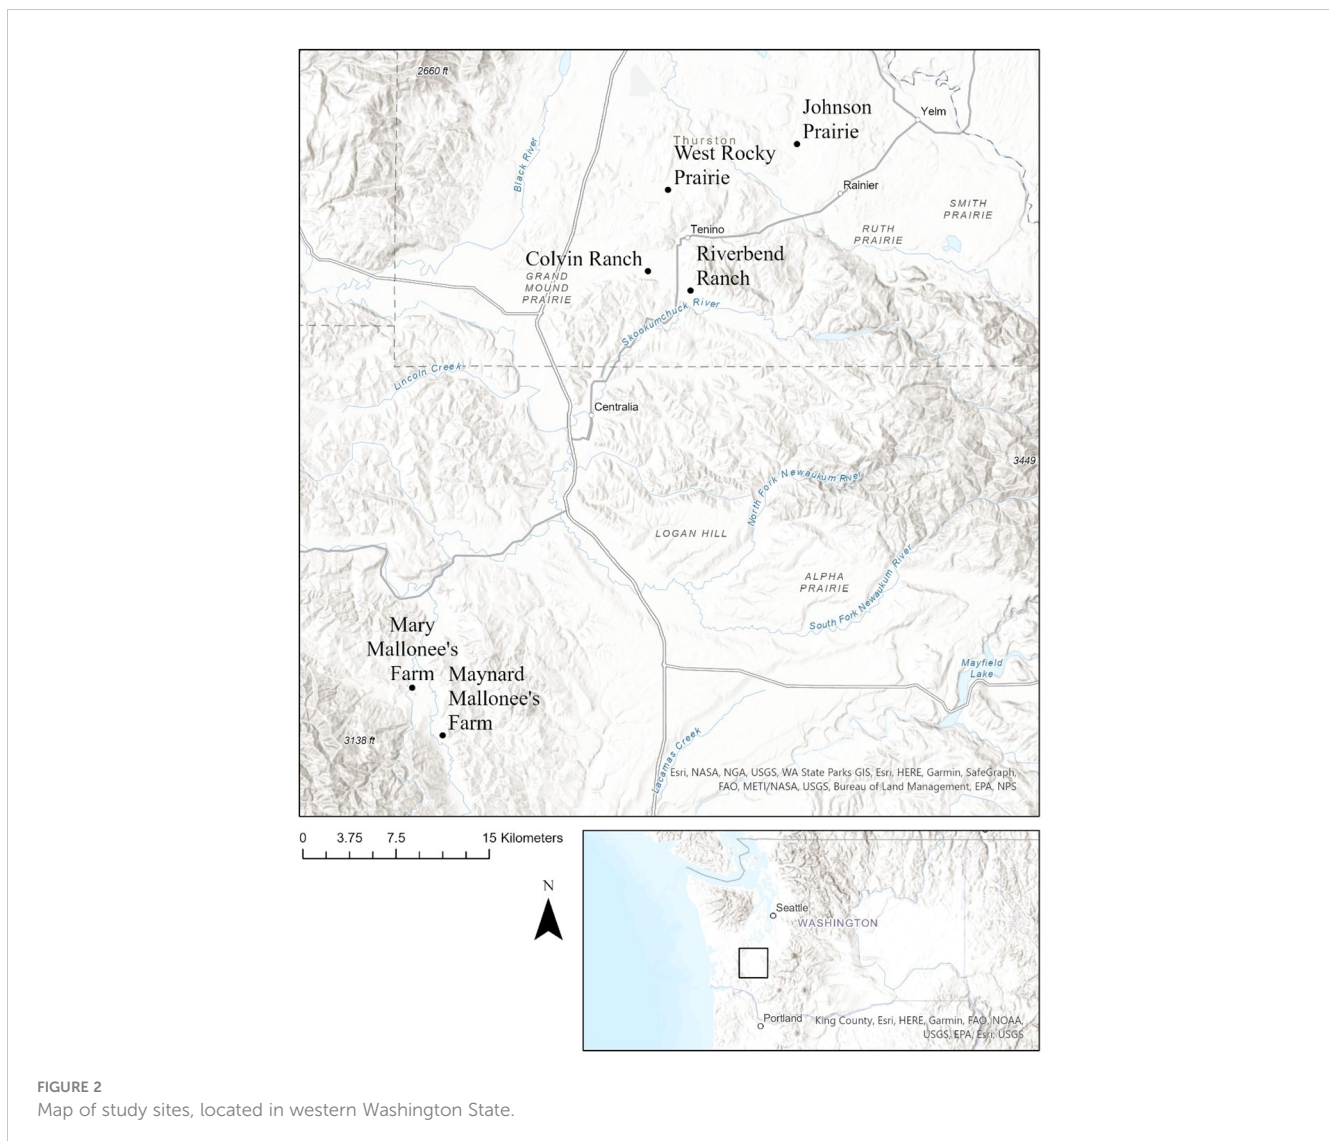 2660 ft
Black River
Thurston
Johnson
Prairie
Yelm
West Rocky
Prairie
Rainier
SMITH
PRAIRIE
RUTH
PRAIRIE
Tenino
Colvin Ranch
Riverbend
Ranch
GRAND
MOUND
PRAIRIE
Skookumchuck River
Lincoln Creek
Centralia
3449
North Fork Newaukum River
LOGAN HILL
ALPHA
PRAIRIE
South Fork Newaukum River
Mary
Mallonee's
Farm
Maynard
Mallonee's
Farm
Mayfield
Lake
3138 ft
Lacamas Creek
Esri, NASA, NGA, USGS, WA State Parks GIS, Esri, HERE, Garmin, SafeGraph,
FAO, METI/NASA, USGS, Bureau of Land Management, EPA, NPS
0 3.75 7.5 15 Kilometers
N
Seattle
WASHINGTON
Portland
King County, Esri, HERE, Garmin, FAO, NOAA,
USGS, EPA, Esri, USGS
FIGURE 2
Map of study sites, located in western Washington State.